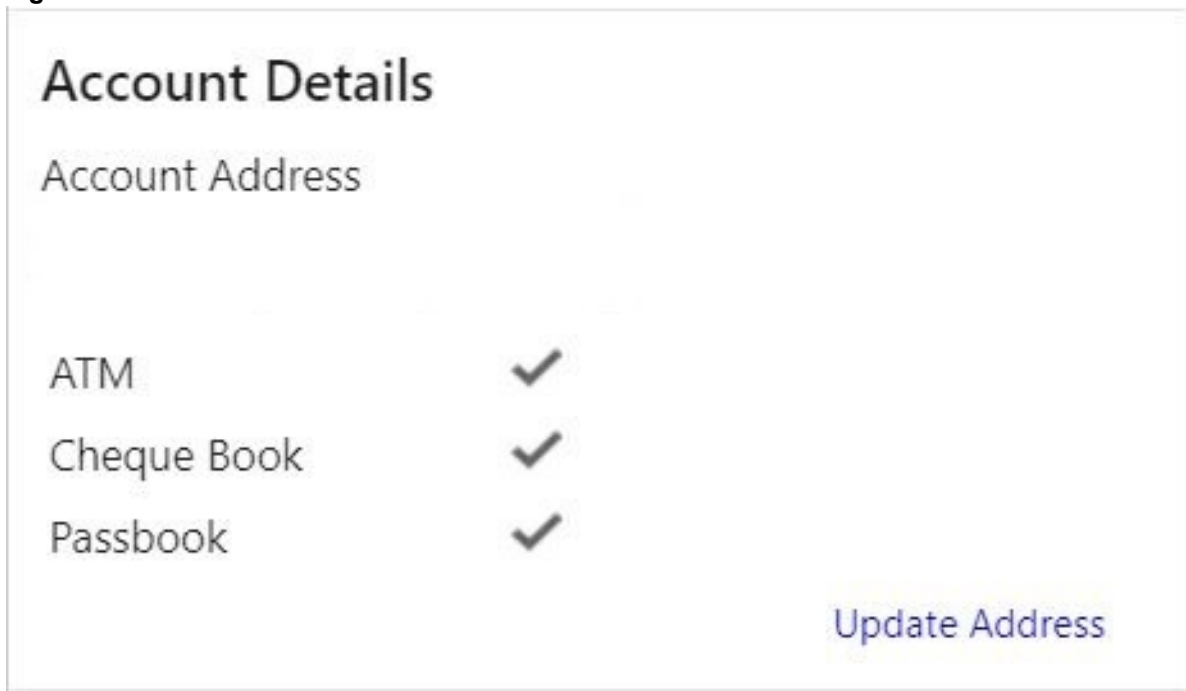 Account Details
Account Address
ATM
Cheque Book
Passbook
Update Address